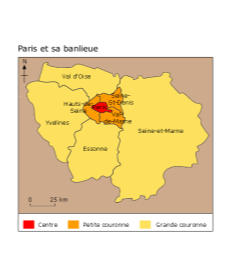 Paris et sa banlieue
N
Val d'Oise
Seine-
St-Denis
Hauts-de-
Seine
Paris
Val-
de-Marne
Yvelines
Seine-et-Marne
Essonne
0 25 km
Centre Petite couronne Grande couronne